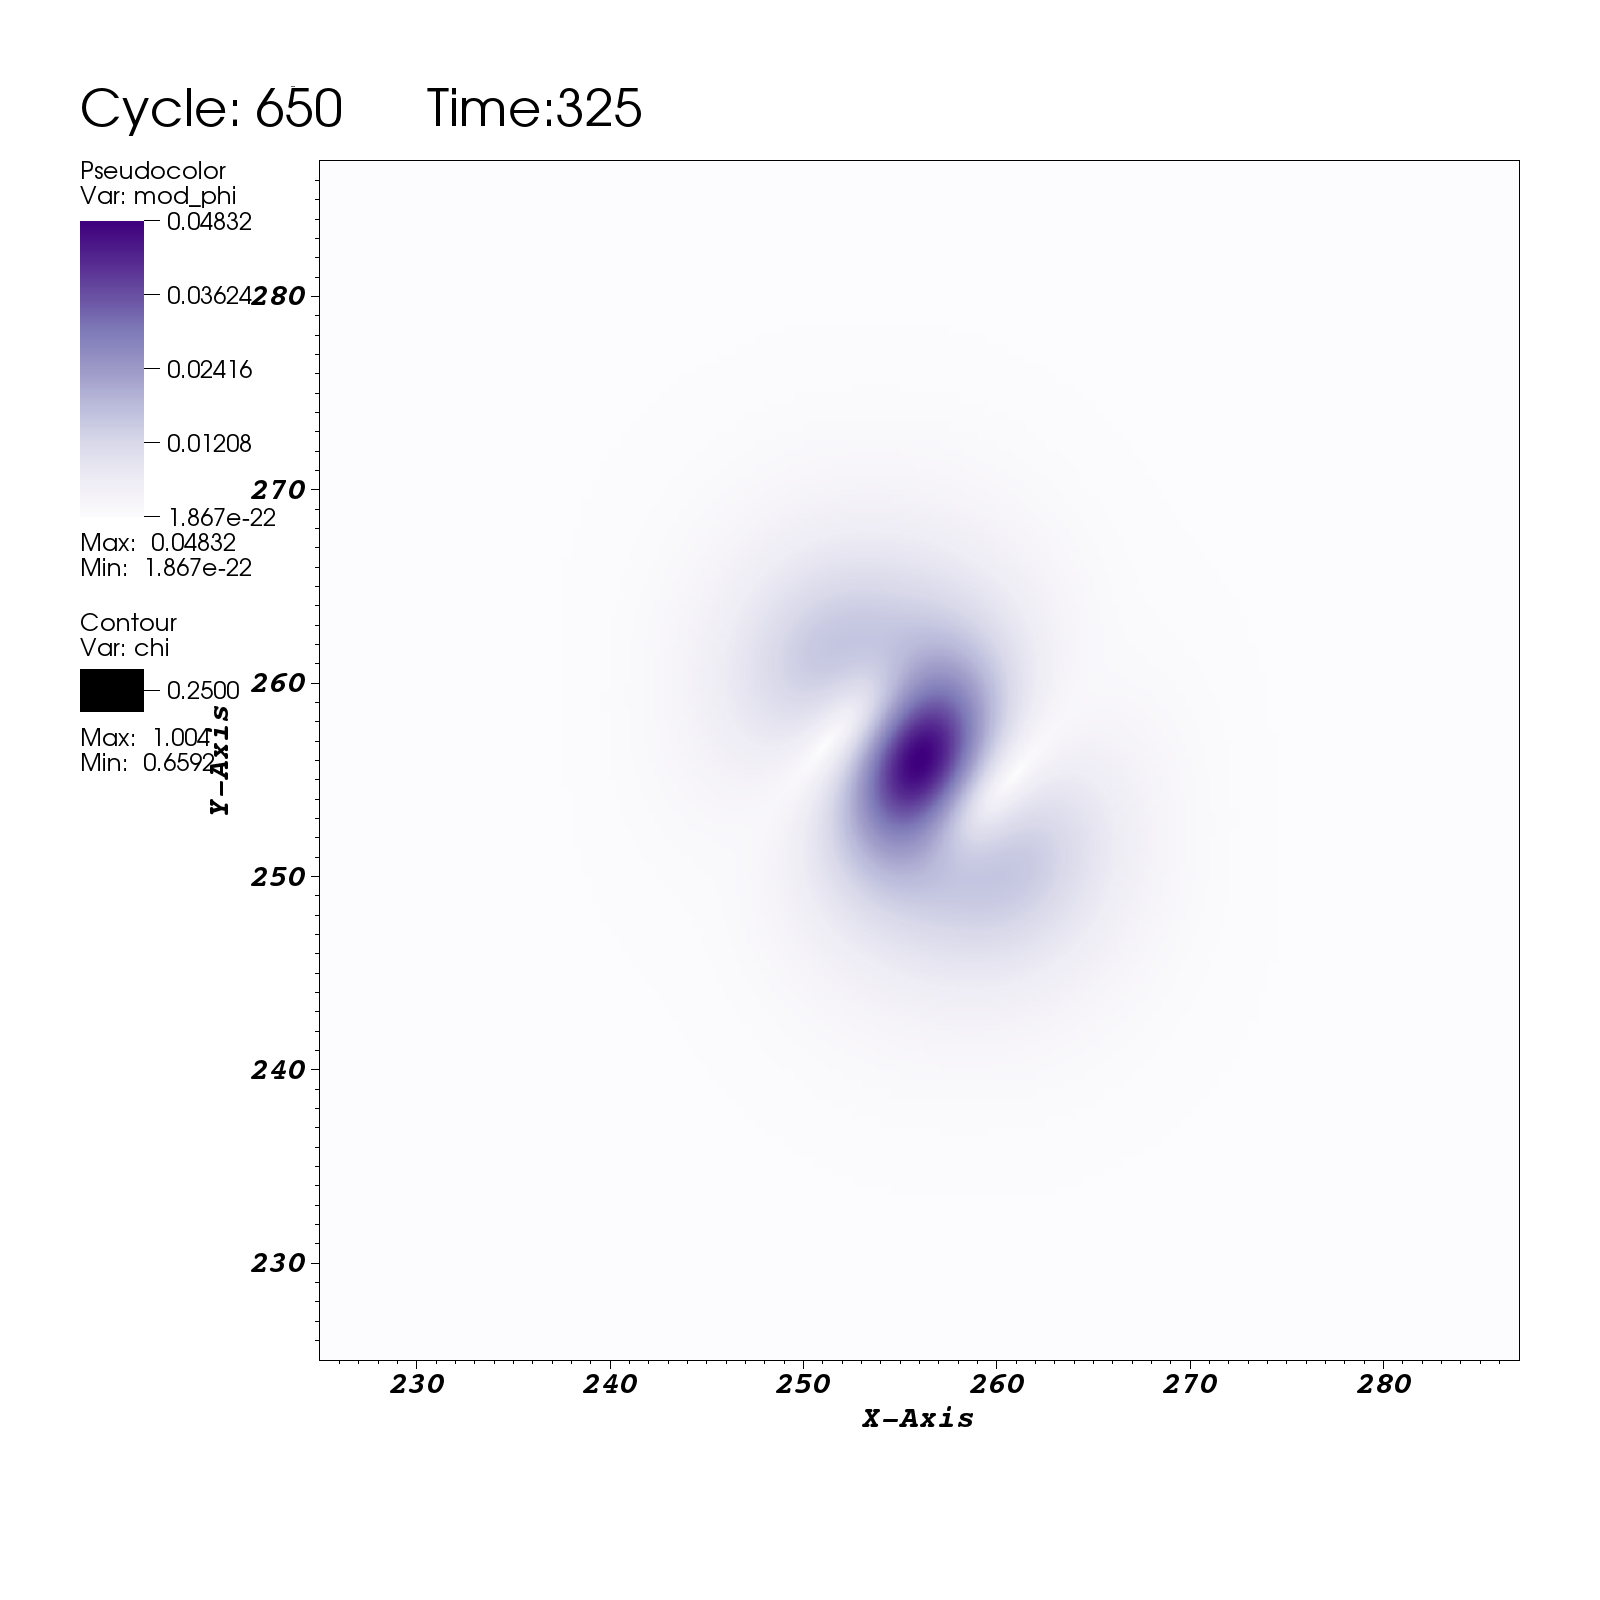 Cycle: 650 Time:325
Pseudocolor
Var: mod_phi
0.04832
0.03624
0.02416
0.01208
1.867e-22
Max: 0.04832
Min: 1.867e-22
Contour
Var: chi
0.2500
Max: 1.004
Min: 0.6592
Y-Axis
280
270
260
250
240
230
230 240 250 260 270 280
X-Axis